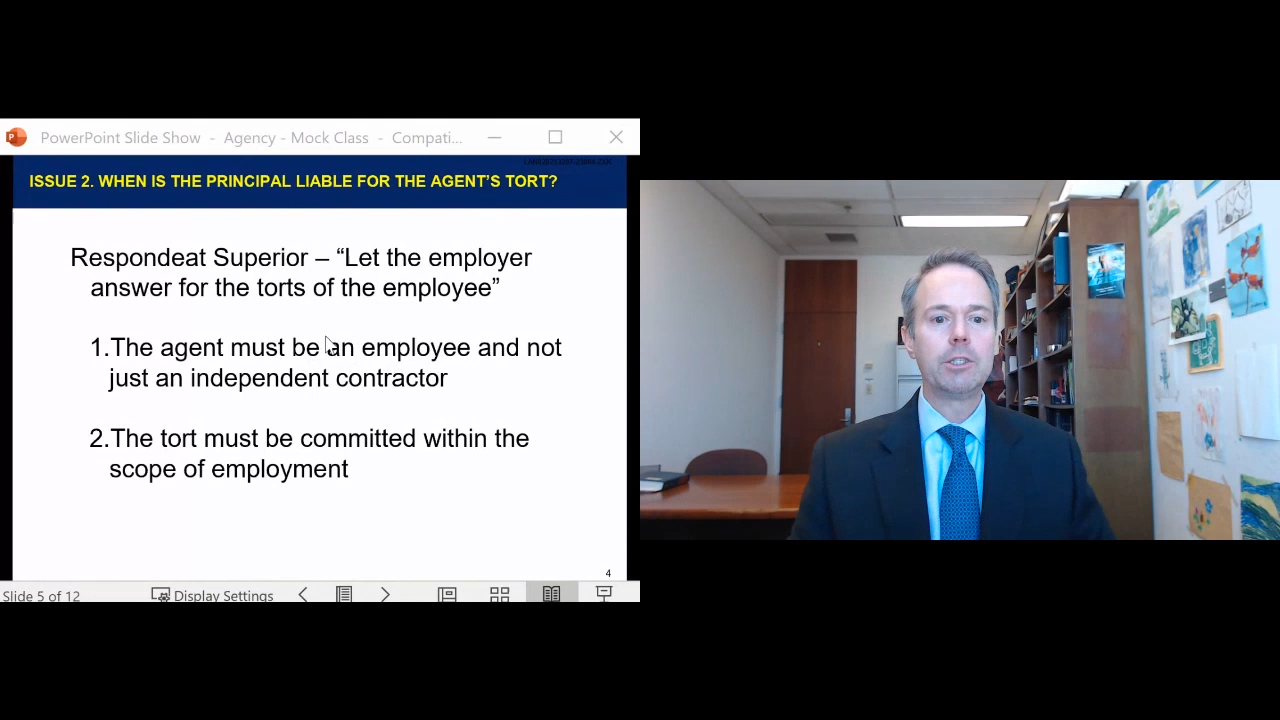 PowerPoint Slide Show - Agency - Mock Class - Compati...
ISSUE 2. WHEN IS THE PRINCIPAL LIABLE FOR THE AGENT'S TORT?
Respondeat Superior – “Let the employer
answer for the torts of the employee”
1.The agent must be an employee and not
just an independent contractor
2.The tort must be committed within the
scope of employment
4
Slide 5 of 12
Display Settings